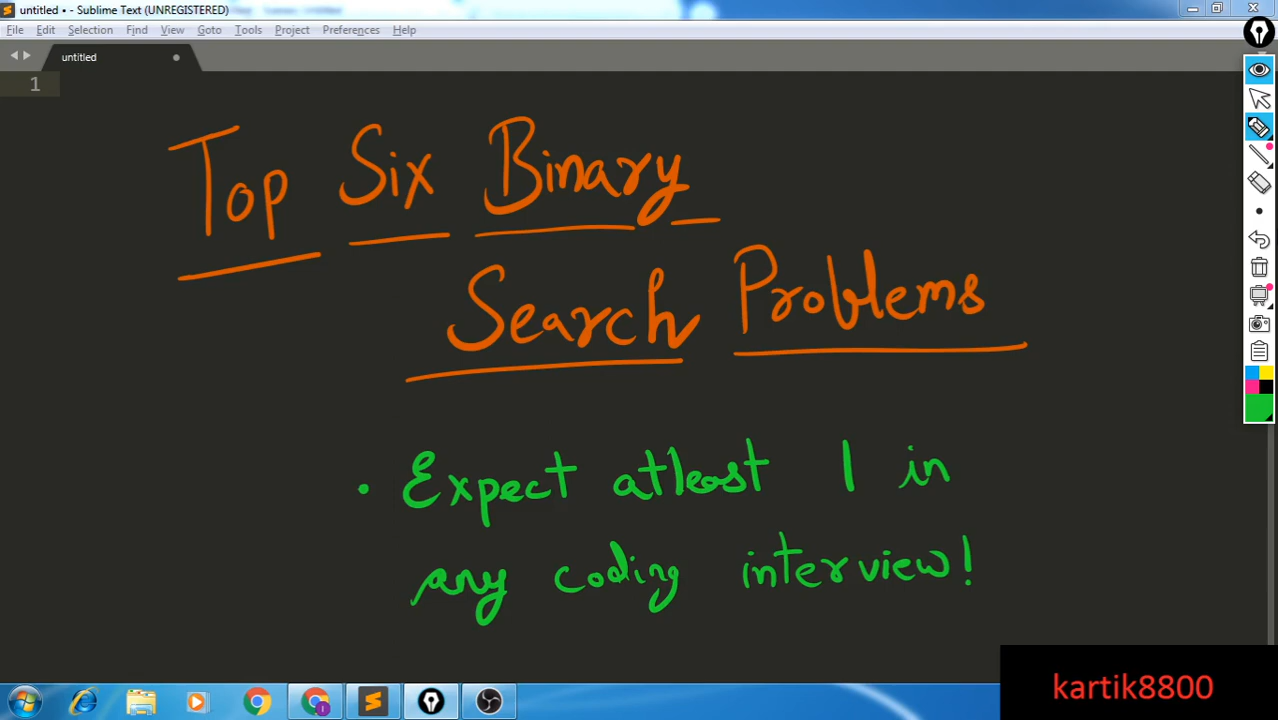 untitled • - Sublime Text (UNREGISTERED)
File Edit Selection Find View Goto Tools Project Preferences Help
untitled
1
Top Six Binary
Search Problems
• Expect atleast 1 in
any coding interview!
kartik8800